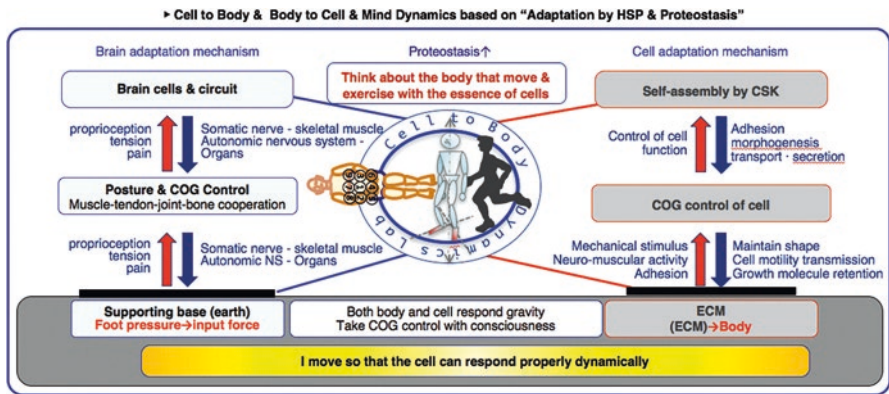 ▸ Cell to Body & Body to Cell & Mind Dynamics based on “Adaptation by HSP & Proteostasis”
Brain adaptation mechanism
Proteostasis↑
Cell adaptation mechanism
Brain cells & circuit
Think about the body that move &
exercise with the essence of cells
Self-assembly by CSK
proprioception
tension
pain
Somatic nerve - skeletal muscle
Autonomic nervous system -
Organs
Cell to Body
Dynamics Lab
Control of cell
function
Adhesion
morphogenesis
transport · secretion
Posture & COG Control
Muscle-tendon-joint-bone cooperation
COG control of cell
proprioception
tension
pain
Somatic nerve - skeletal muscle
Autonomic NS - Organs
Mechanical stimulus
Neuro-muscular activity
Adhesion
Maintain shape
Cell motility transmission
Growth molecule retention
Supporting base (earth)
Foot pressure→input force
Both body and cell respond gravity
Take COG control with consciousness
ECM
(ECM)→Body
I move so that the cell can respond properly dynamically